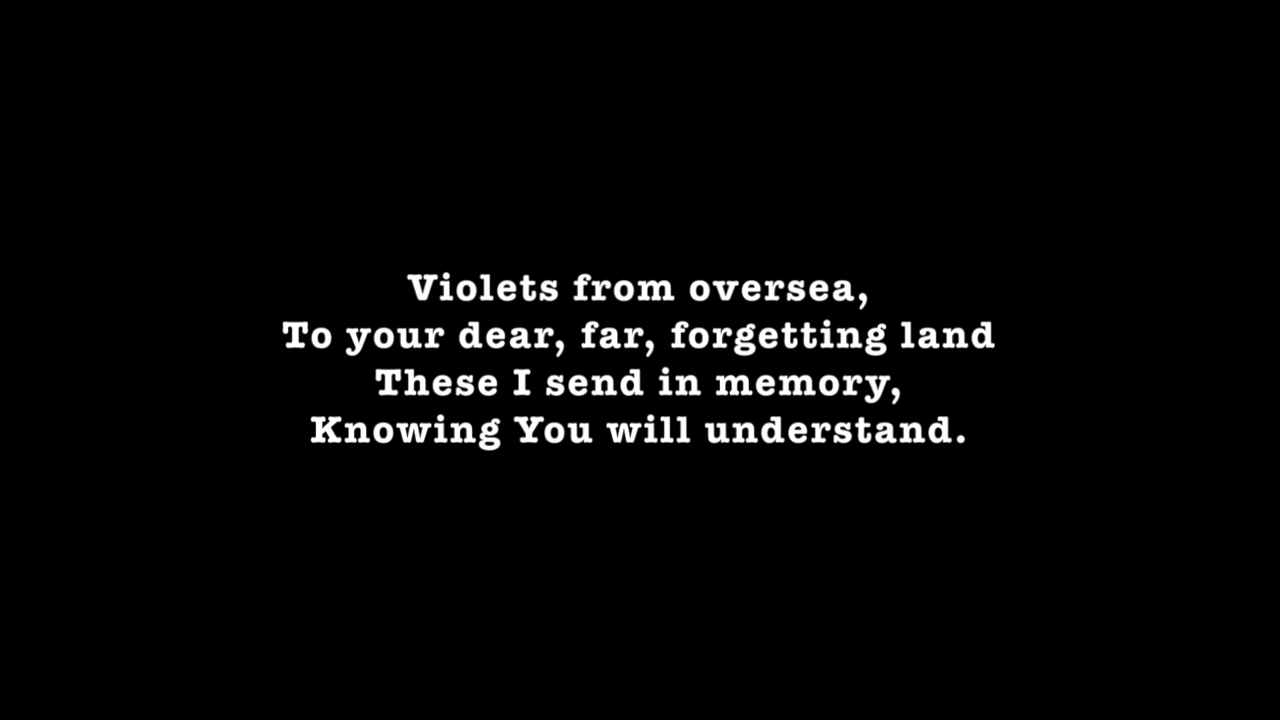 Violets from oversea,
To your dear, far, forgetting land
These I send in memory,
Knowing You will understand.